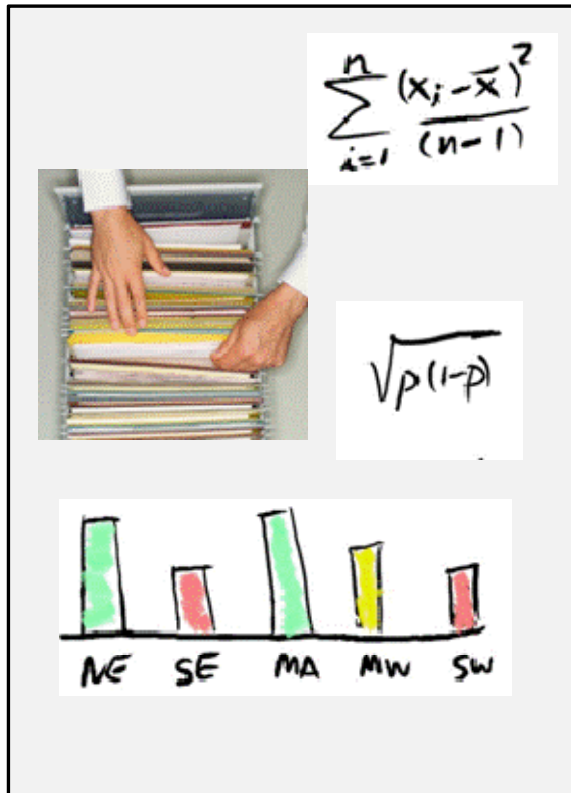 n
∑ (xᵢ - x̄)² / (n-1)
i=1
√p(1-p)
NE SE MA MW SW